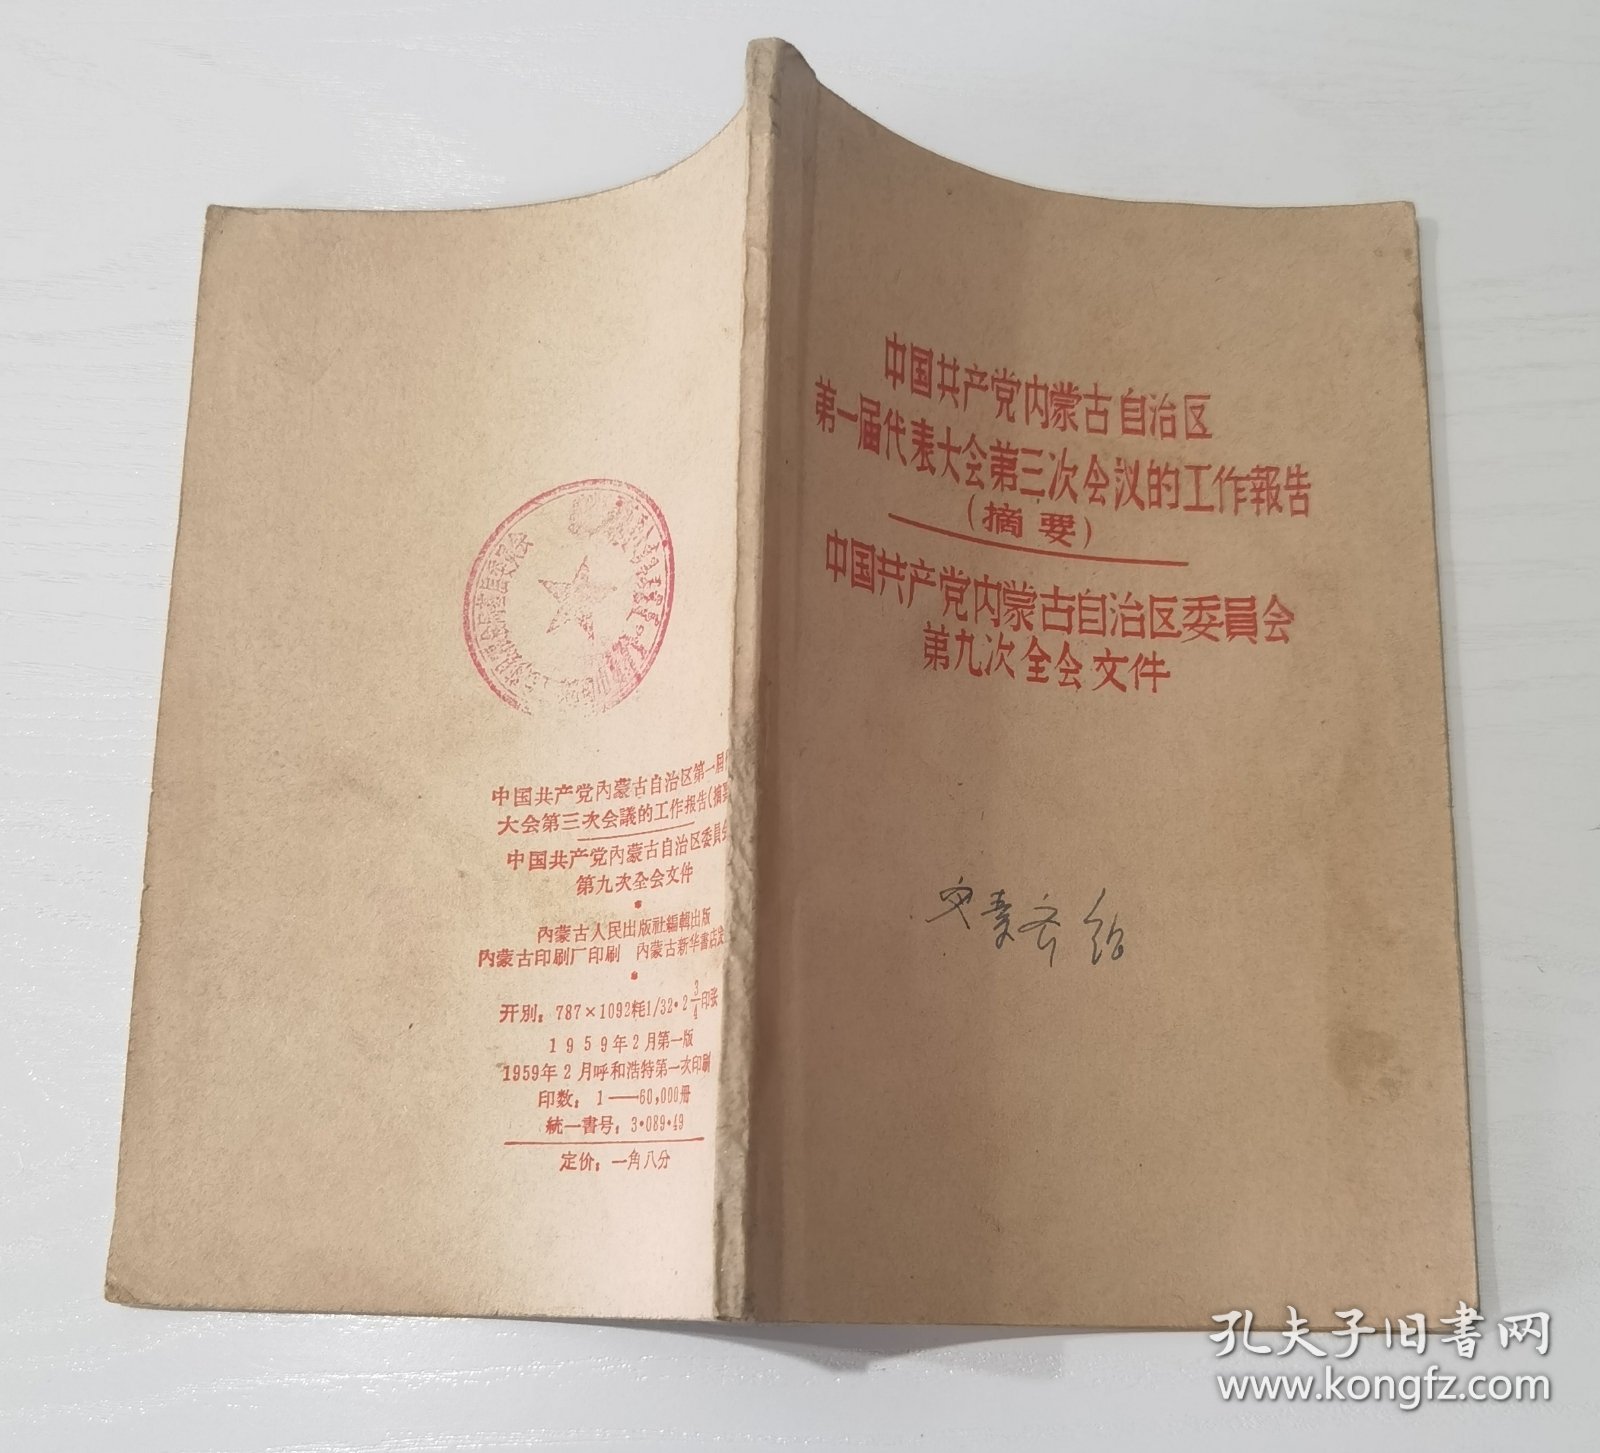 中国共产党内蒙古自治区
第一届代表大会第三次会议的工作報告
（摘要）
中国共产党内蒙古自治区委員会
第九次全会文件
中国共产党內蒙古自治区第一届
大会第三次会議的工作报告(摘要
中国共产党內蒙古自治区委員会
第九次全会文件
內蒙古人民出版社編輯出版
內蒙古印刷厂印刷 內蒙古新华書店发
开別：787×1092粍1/32·2 3/4印张
1959年2月第一版
1959年2月呼和浩特第一次印刷
印数：1——60,000册
統一書号：3·089·49
定价：一角八分
孔夫子旧書网
www.kongfz.com